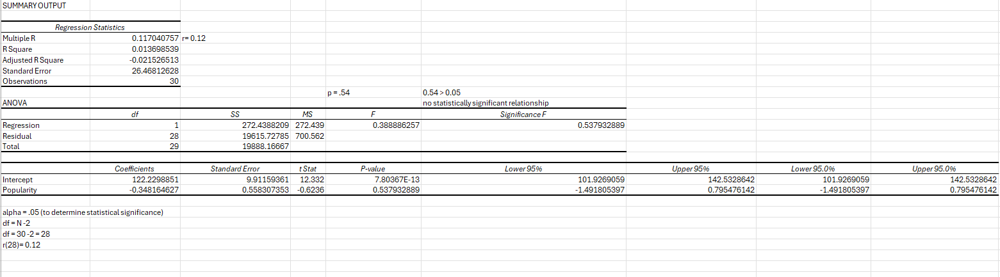 SUMMARY OUTPUT
Regression Statistics
Multiple R 0.117040757 r= 0.12
R Square 0.013698539
Adjusted R Square -0.021526513
Standard Error 26.46812628
Observations 30
p = .54 0.54 > 0.05
ANOVA no statistically significant relationship
df SS MS F Significance F
Regression 1 272.4388209 272.439 0.388886257 0.537932889
Residual 28 19615.72785 700.562
Total 29 19888.16667
Coefficients Standard Error t Stat P-value Lower 95% Upper 95% Lower 95.0% Upper 95.0%
Intercept 122.2298851 9.91159361 12.332 7.80367E-13 101.9269059 142.5328642 101.9269059 142.5328642
Popularity -0.348164627 0.558307353 -0.6236 0.537932889 -1.491805397 0.795476142 -1.491805397 0.795476142
alpha = .05 (to determine statistical significance)
df = N -2
df = 30 -2 = 28
r(28)= 0.12